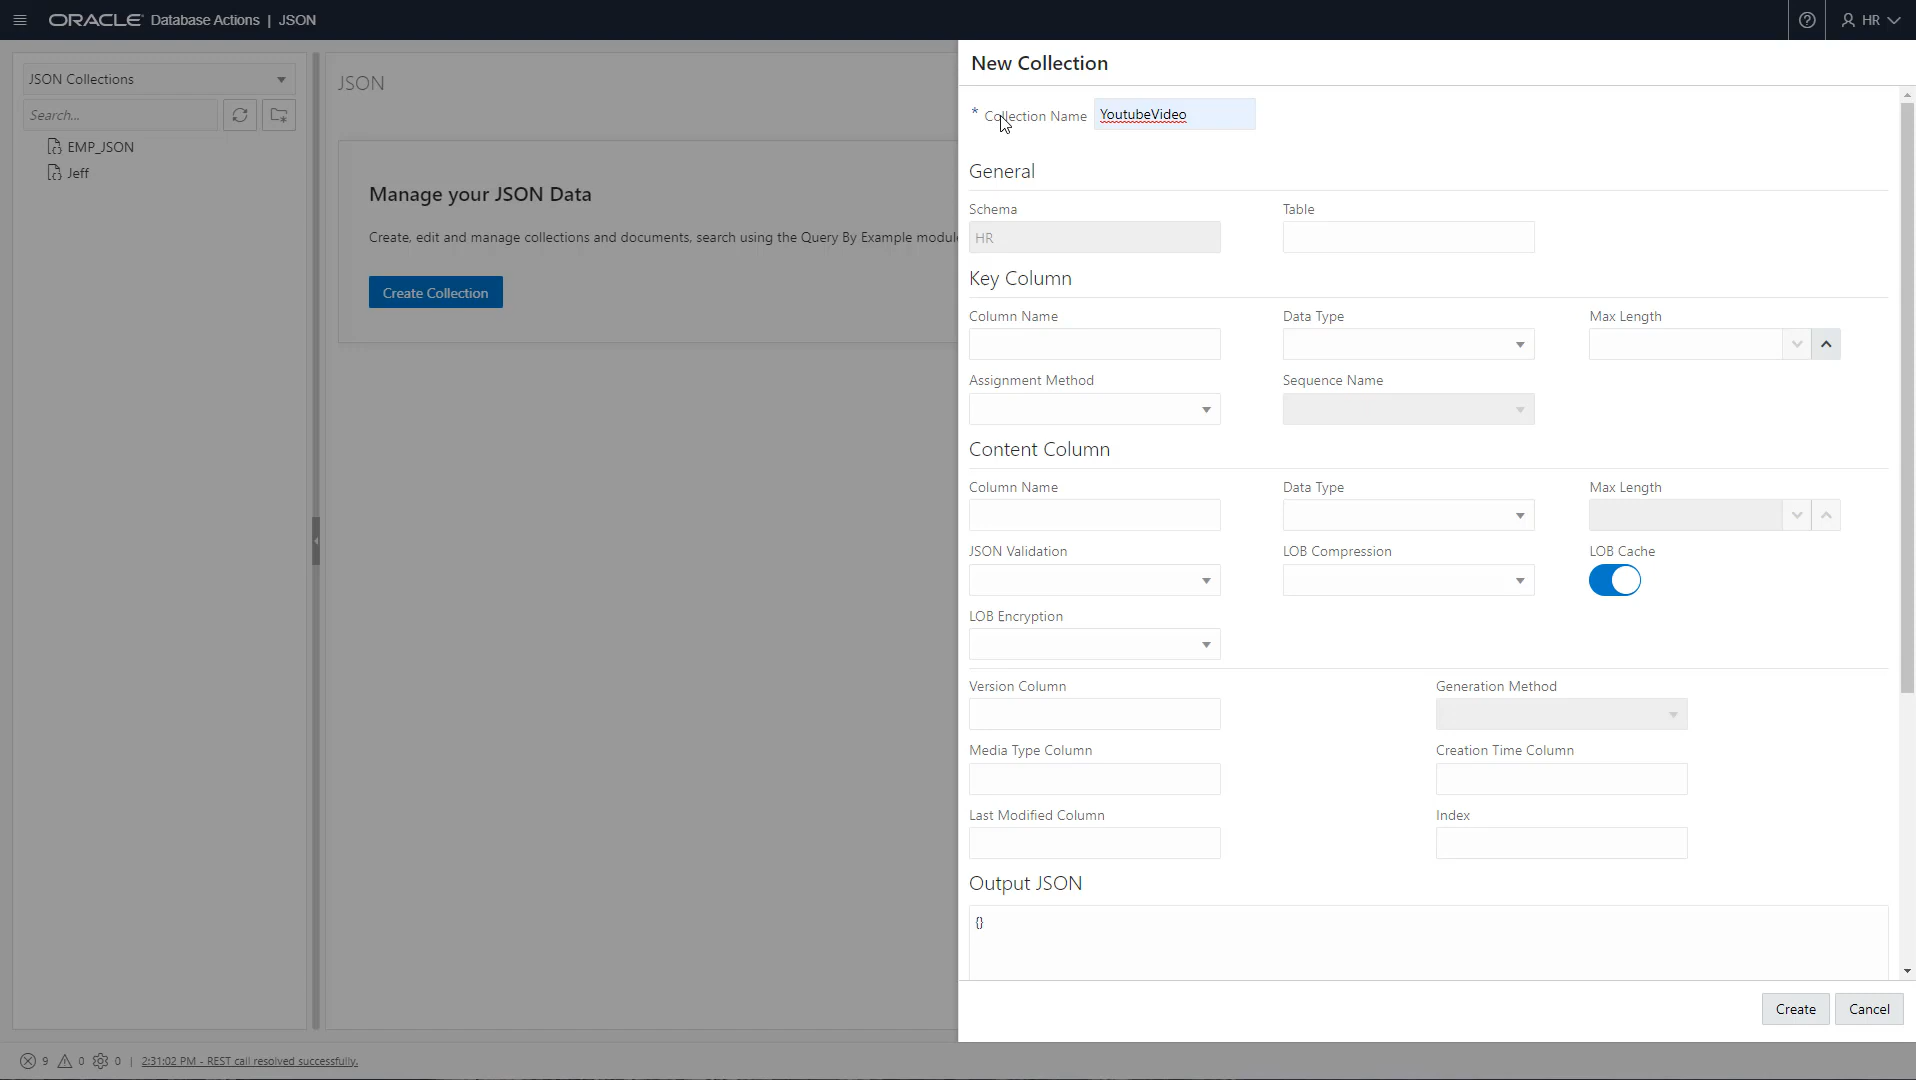 ORACLE Database Actions | JSON
HR
JSON Collections
Search...
EMP_JSON
Jeff
JSON
Manage your JSON Data
Create, edit and manage collections and documents, search using the Query By Example module
Create Collection
New Collection
* Collection Name YoutubeVideo
General
Schema Table
HR
Key Column
Column Name Data Type Max Length
Assignment Method Sequence Name
Content Column
Column Name Data Type Max Length
JSON Validation LOB Compression LOB Cache
LOB Encryption
Version Column Generation Method
Media Type Column Creation Time Column
Last Modified Column Index
Output JSON
{}
Create Cancel
9 0 0 | 2:31:02 PM - REST call resolved successfully.